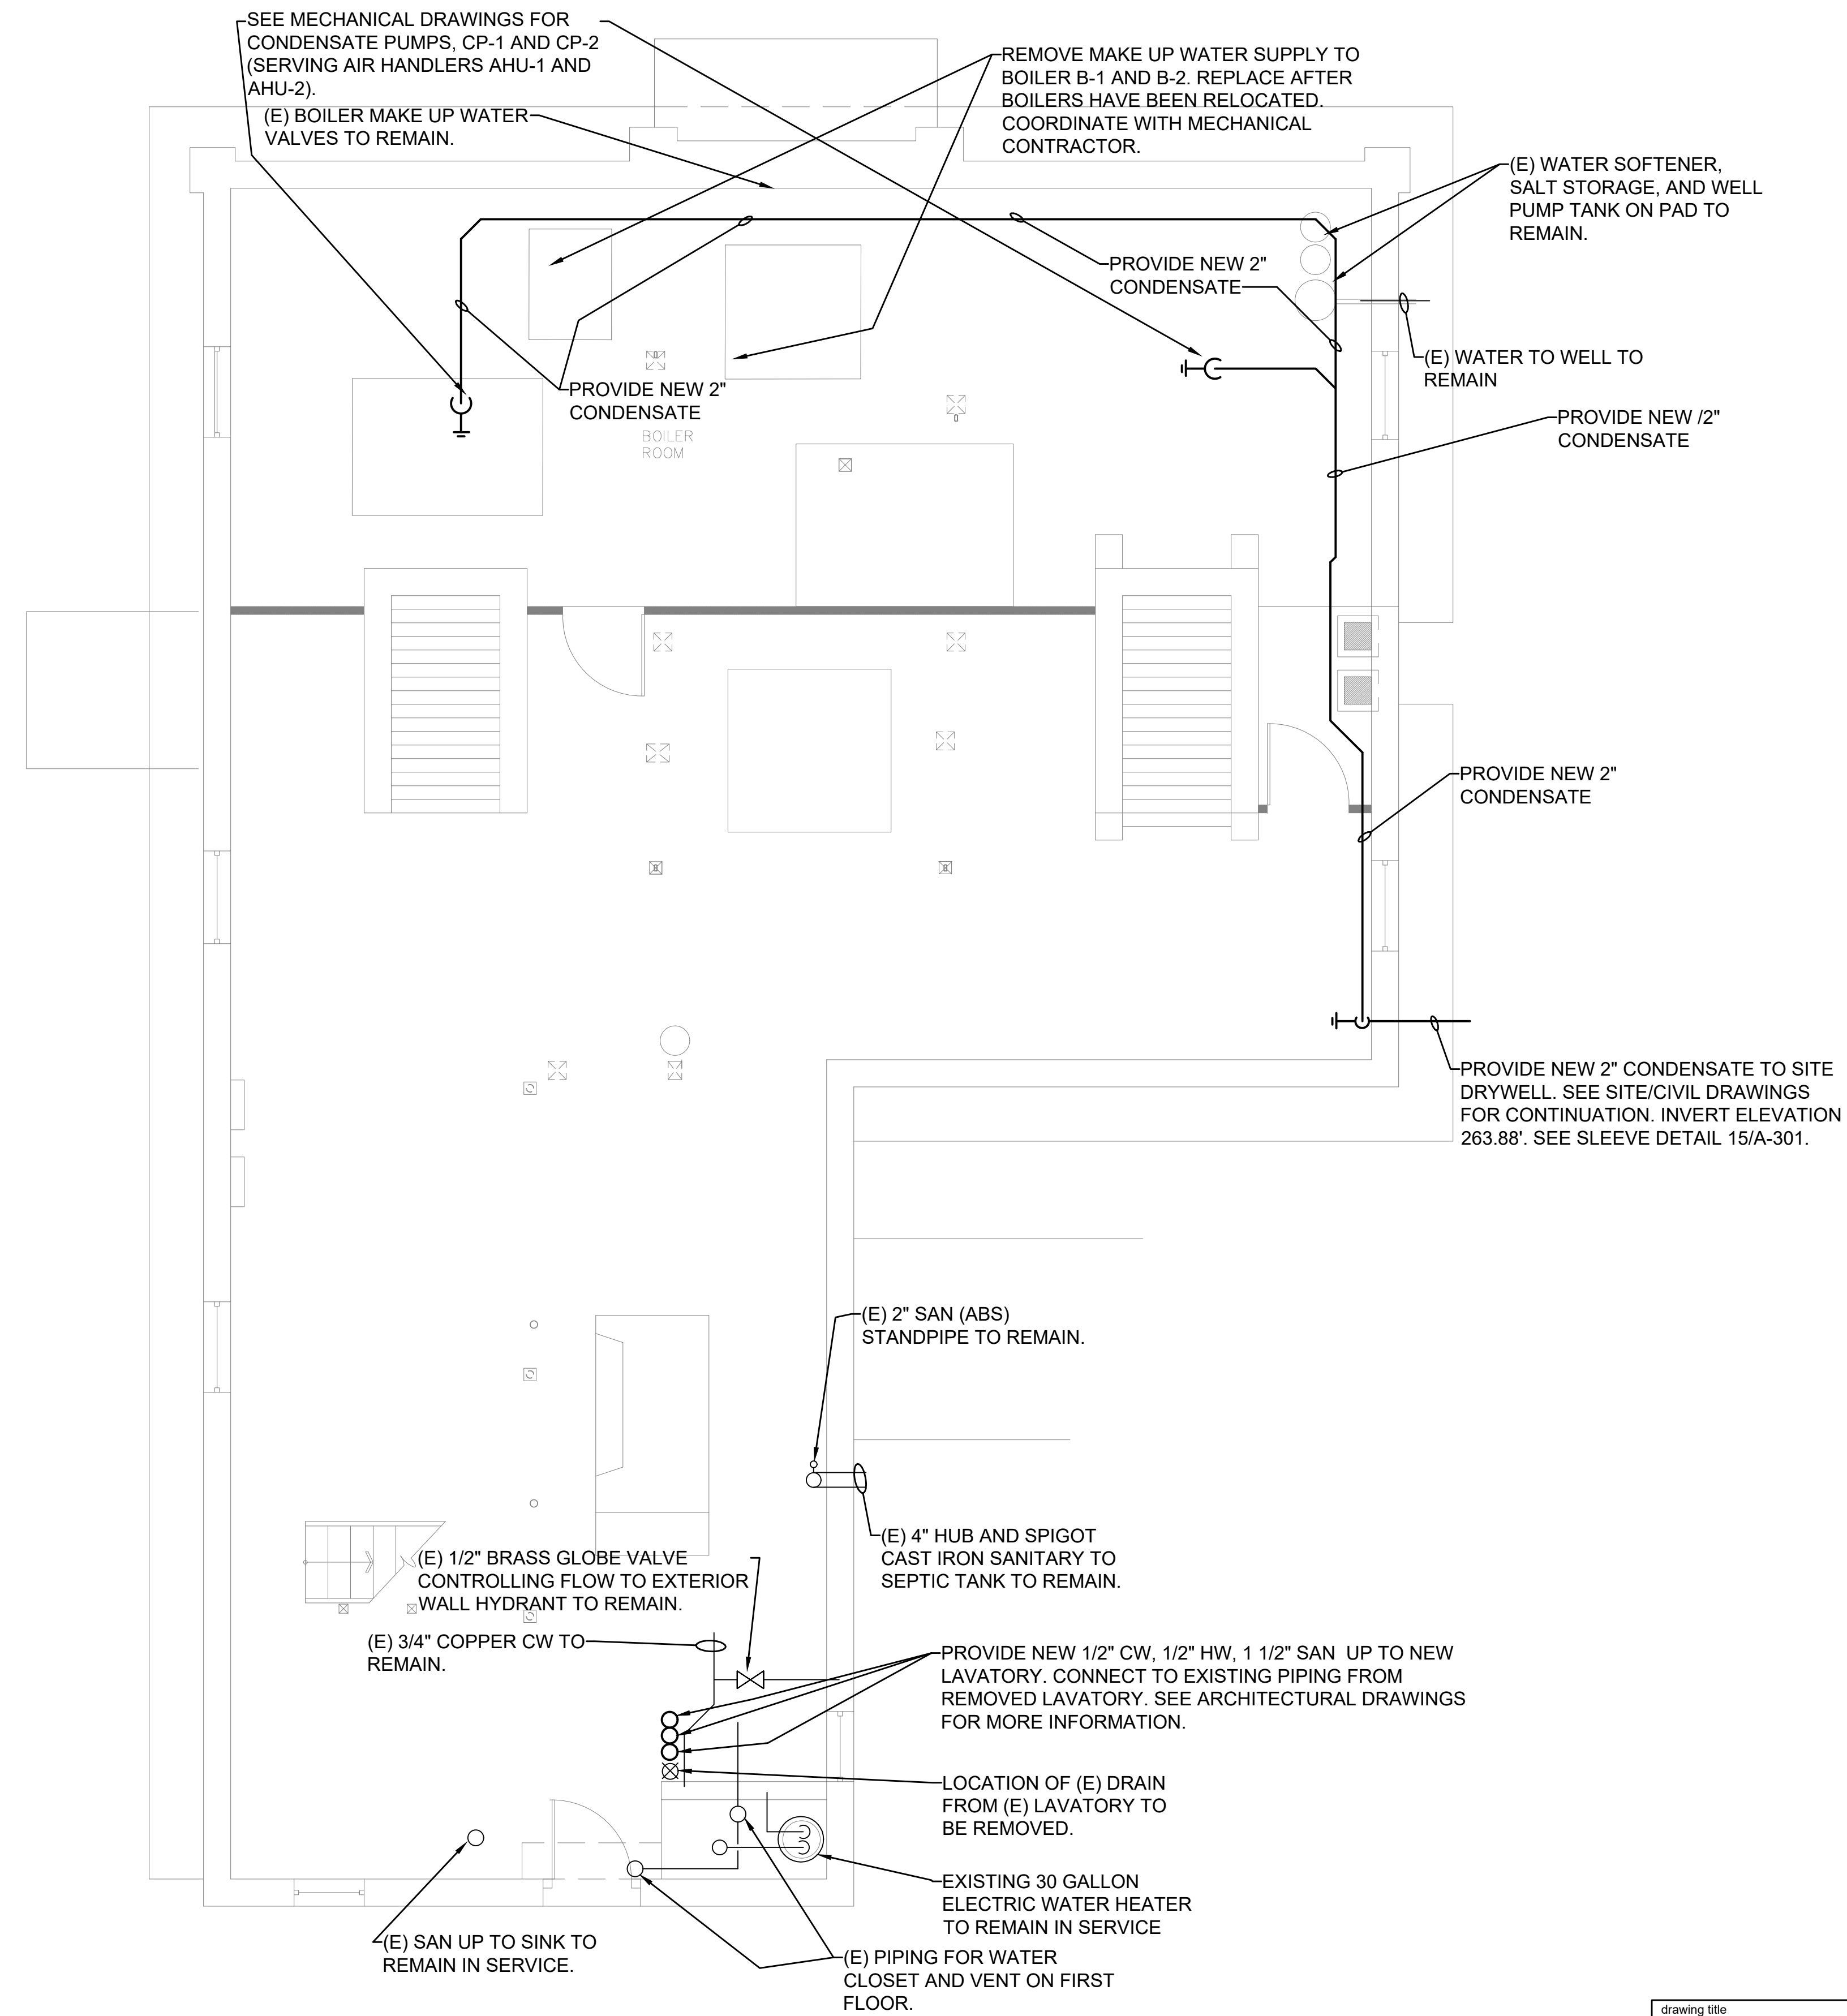 SEE MECHANICAL DRAWINGS FOR
CONDENSATE PUMPS, CP-1 AND CP-2
(SERVING AIR HANDLERS AHU-1 AND
AHU-2).
(E) BOILER MAKE UP WATER
VALVES TO REMAIN.
REMOVE MAKE UP WATER SUPPLY TO
BOILER B-1 AND B-2. REPLACE AFTER
BOILERS HAVE BEEN RELOCATED.
COORDINATE WITH MECHANICAL
CONTRACTOR.
(E) WATER SOFTENER,
SALT STORAGE, AND WELL
PUMP TANK ON PAD TO
REMAIN.
PROVIDE NEW 2"
CONDENSATE
(E) WATER TO WELL TO
REMAIN
PROVIDE NEW 2"
CONDENSATE
BOILER
ROOM
PROVIDE NEW /2"
CONDENSATE
PROVIDE NEW 2"
CONDENSATE
PROVIDE NEW 2" CONDENSATE TO SITE
DRYWELL. SEE SITE/CIVIL DRAWINGS
FOR CONTINUATION. INVERT ELEVATION
263.88'. SEE SLEEVE DETAIL 15/A-301.
(E) 2" SAN (ABS)
STANDPIPE TO REMAIN.
(E) 4" HUB AND SPIGOT
CAST IRON SANITARY TO
SEPTIC TANK TO REMAIN.
(E) 1/2" BRASS GLOBE VALVE
CONTROLLING FLOW TO EXTERIOR
WALL HYDRANT TO REMAIN.
(E) 3/4" COPPER CW TO
REMAIN.
PROVIDE NEW 1/2" CW, 1/2" HW, 1 1/2" SAN UP TO NEW
LAVATORY. CONNECT TO EXISTING PIPING FROM
REMOVED LAVATORY. SEE ARCHITECTURAL DRAWINGS
FOR MORE INFORMATION.
LOCATION OF (E) DRAIN
FROM (E) LAVATORY TO
BE REMOVED.
EXISTING 30 GALLON
ELECTRIC WATER HEATER
TO REMAIN IN SERVICE
(E) SAN UP TO SINK TO
REMAIN IN SERVICE.
(E) PIPING FOR WATER
CLOSET AND VENT ON FIRST
FLOOR.
drawing title